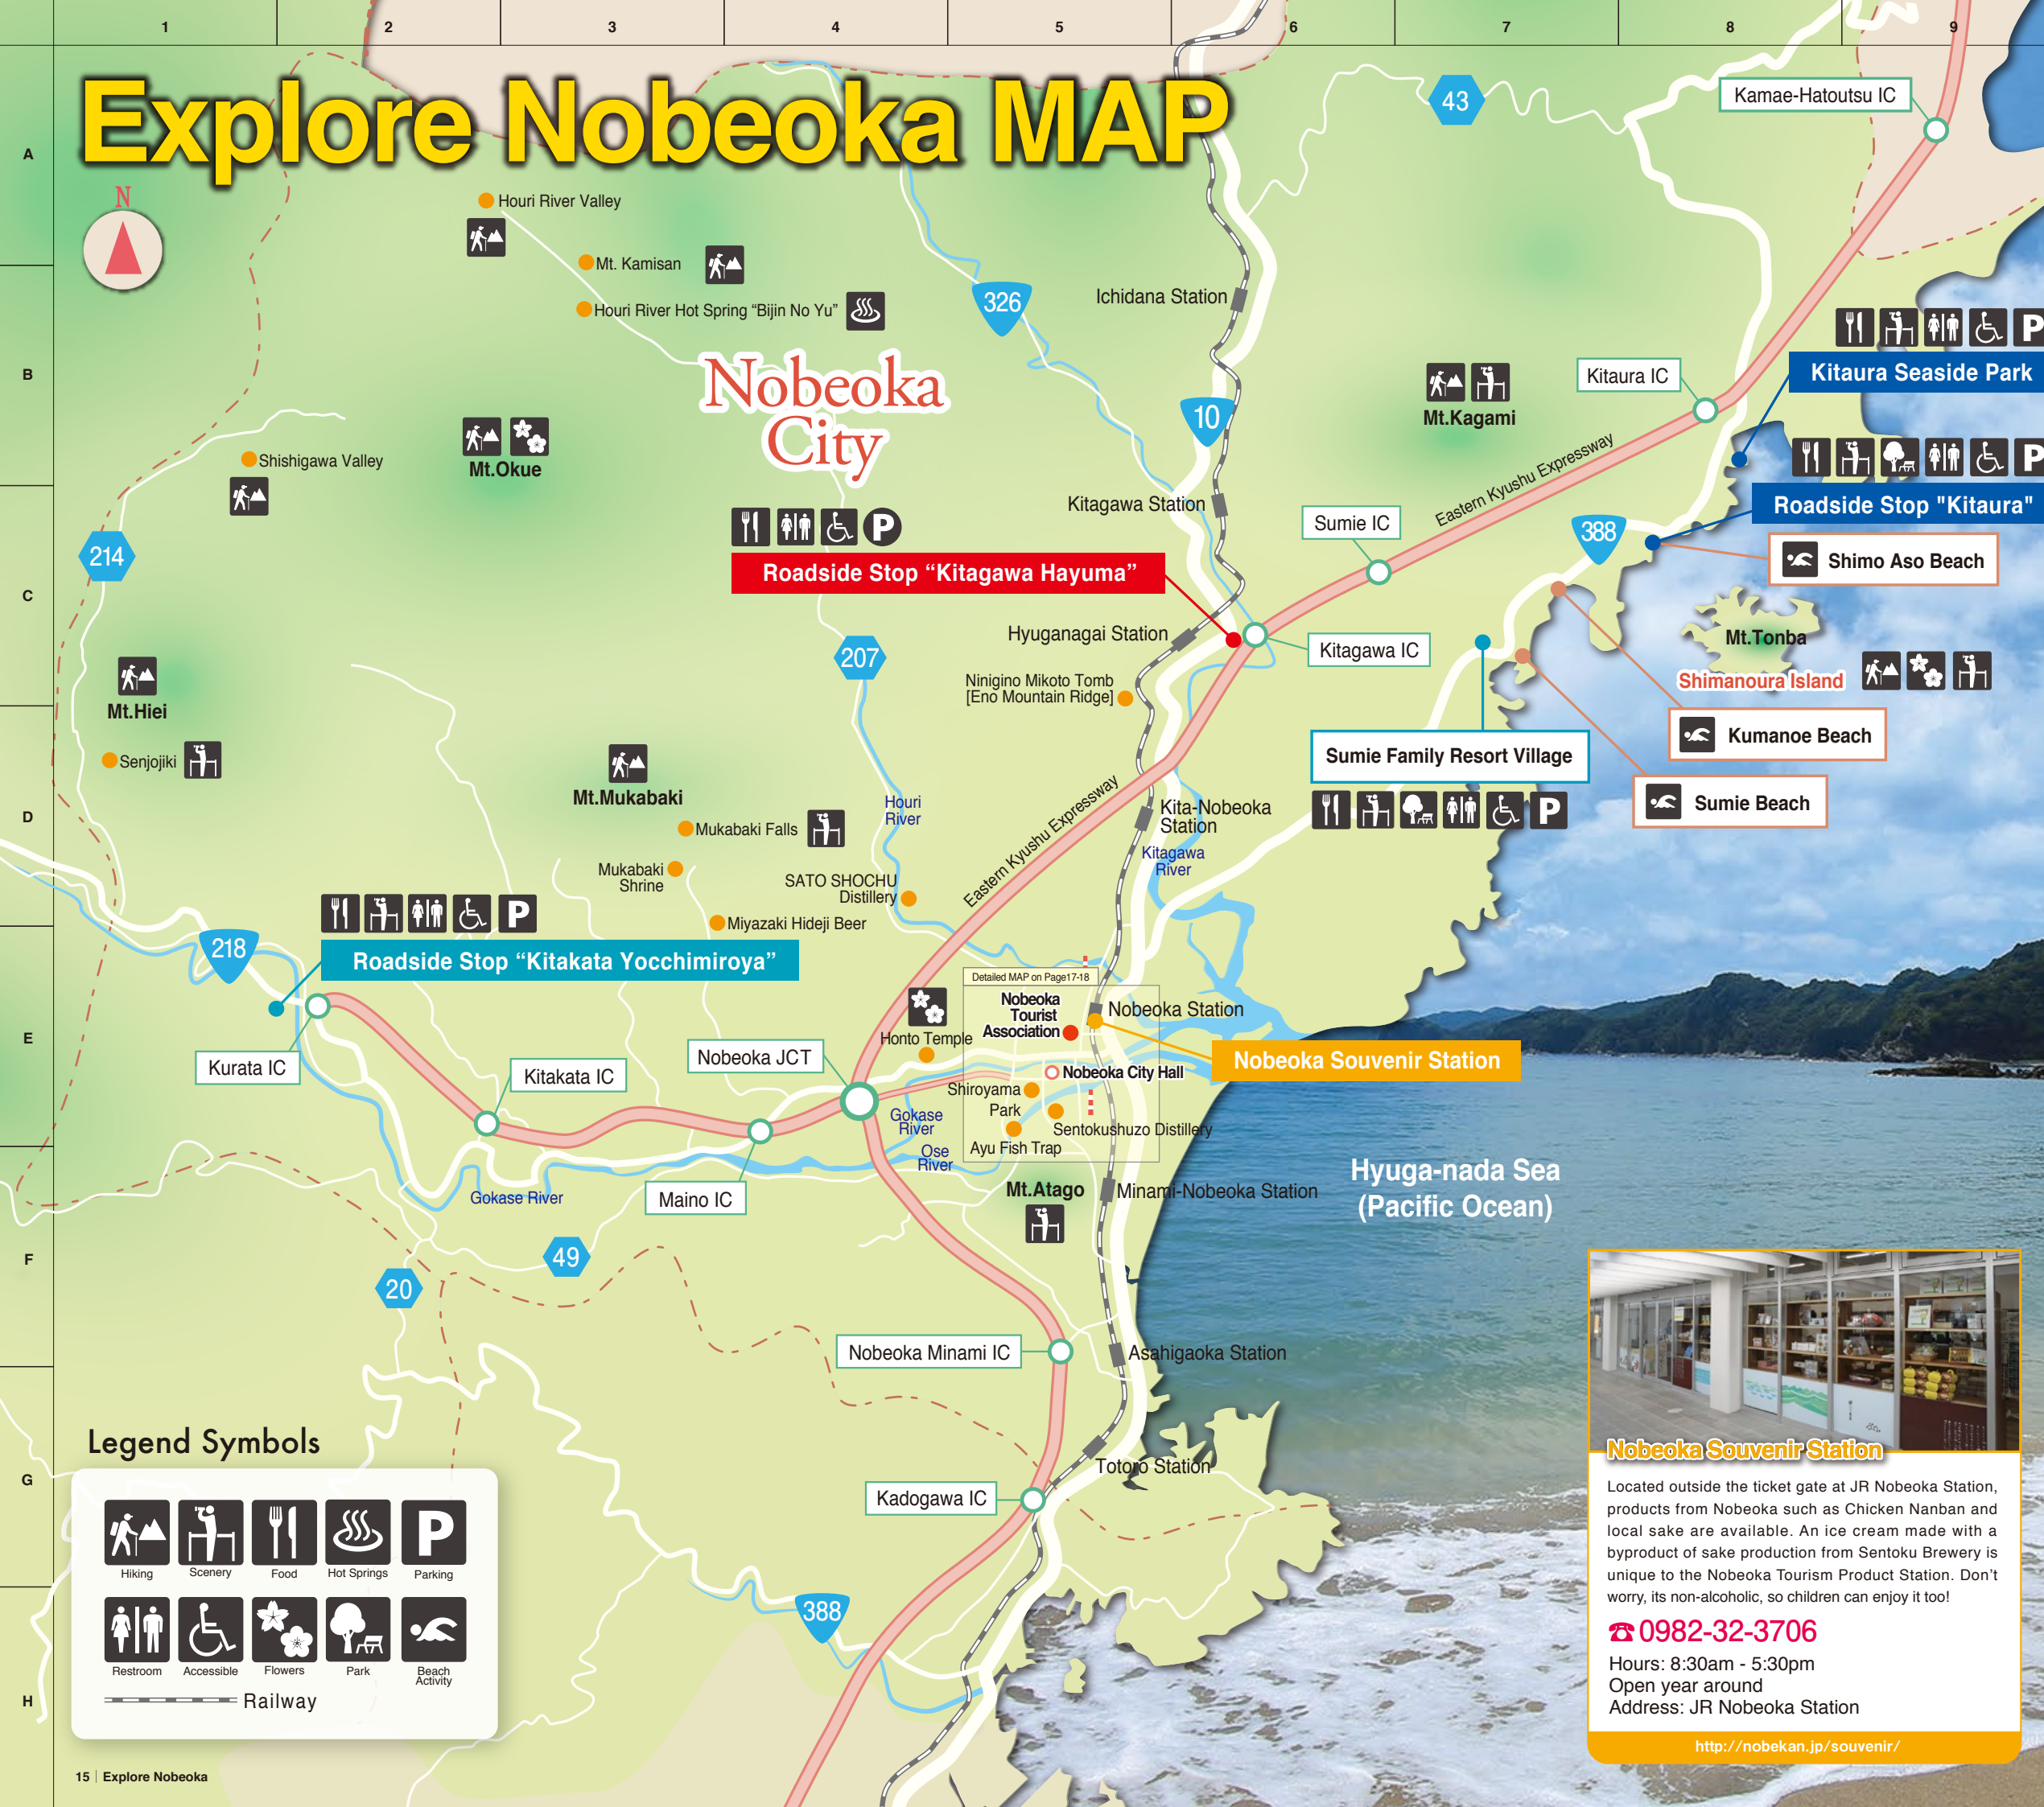 1 2 3 4 5 6 7 8 9
A
B
C
D
E
F
G
H
Explore Nobeoka MAP
N
43
Kamae-Hatoutsu IC
Houri River Valley
Mt. Kamisan
Houri River Hot Spring “Bijin No Yu”
326
Ichidana Station
Nobeoka
City
10
Mt.Kagami
Kitaura IC
P
Kitaura Seaside Park
Shishigawa Valley
Mt.Okue
Eastern Kyushu Expressway
P
Roadside Stop "Kitaura"
Kitagawa Station
Sumie IC
388
214
P
Roadside Stop “Kitagawa Hayuma”
Shimo Aso Beach
Hyuganagai Station
Kitagawa IC
207
Mt.Tonba
Shimanoura Island
Ninigino Mikoto Tomb
[Eno Mountain Ridge]
Mt.Hiei
Kumanoe Beach
Sumie Family Resort Village
P
Sumie Beach
Senjojiki
Mt.Mukabaki
Mukabaki Falls
Houri
River
Kita-Nobeoka
Station
Kitagawa
River
Eastern Kyushu Expressway
Mukabaki
Shrine
SATO SHOCHU
Distillery
Miyazaki Hideji Beer
P
218
Roadside Stop “Kitakata Yocchimiroya”
Detailed MAP on Page17-18
Nobeoka
Tourist
Association
Nobeoka Station
Honto Temple
Nobeoka Souvenir Station
Kurata IC
Kitakata IC
Nobeoka JCT
Nobeoka City Hall
Shiroyama
Park
Sentokushuzo Distillery
Ayu Fish Trap
Gokase
River
Ose
River
Gokase River
Maino IC
Mt.Atago
Minami-Nobeoka Station
Hyuga-nada Sea
(Pacific Ocean)
49
20
Nobeoka Minami IC
Asahigaoka Station
Totoro Station
Kadogawa IC
388
Legend Symbols
P
Hiking Scenery Food Hot Springs Parking
Restroom Accessible Flowers Park Beach
Activity
Railway
Nobeoka Souvenir Station
Located outside the ticket gate at JR Nobeoka Station,
products from Nobeoka such as Chicken Nanban and
local sake are available. An ice cream made with a
byproduct of sake production from Sentoku Brewery is
unique to the Nobeoka Tourism Product Station. Don’t
worry, its non-alcoholic, so children can enjoy it too!
☎0982-32-3706
Hours: 8:30am - 5:30pm
Open year around
Address: JR Nobeoka Station
http://nobekan.jp/souvenir/
15 | Explore Nobeoka